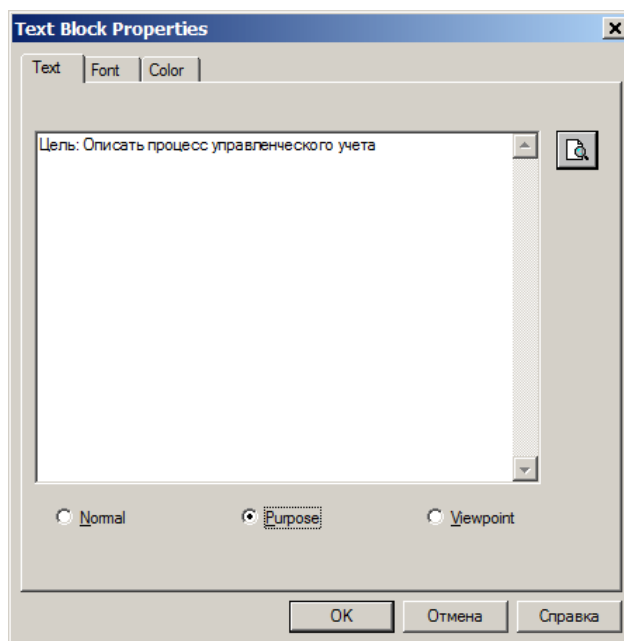 Text Block Properties
Text Font Color
Цель: Описать процесс управленческого учета
Normal Purpose Viewpoint
OK Отмена Справка